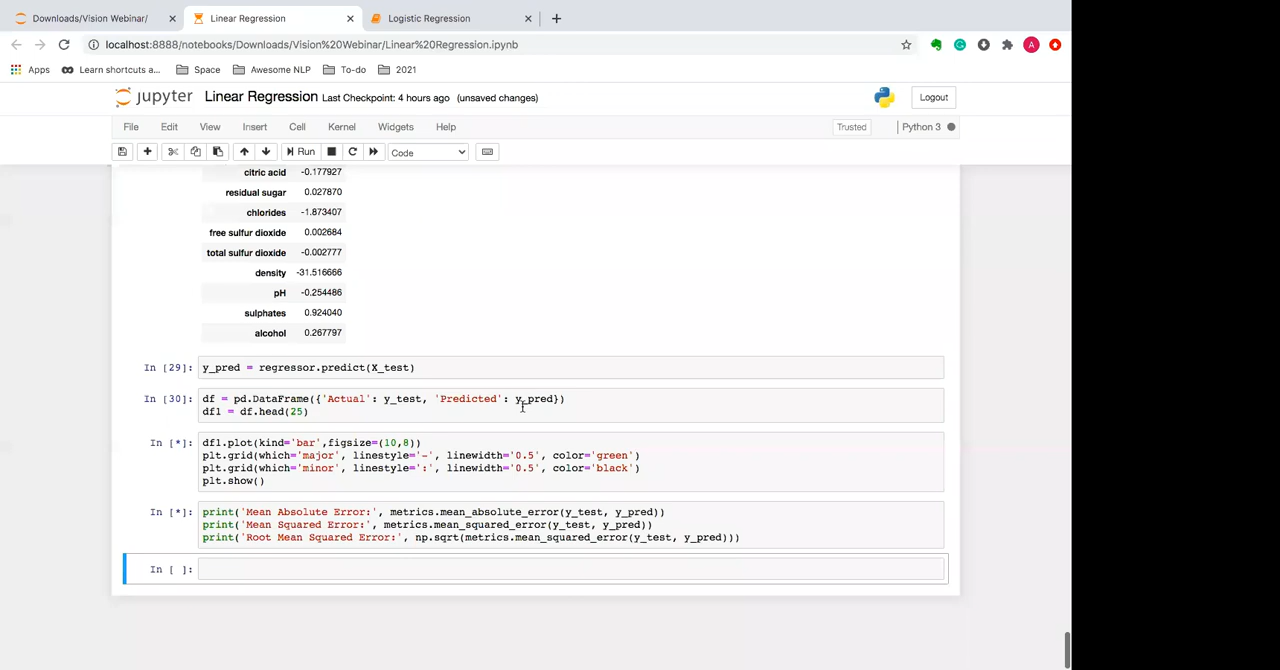 Downloads/Vision Webinar/ Linear Regression Logistic Regression
localhost:8888/notebooks/Downloads/Vision%20Webinar/Linear%20Regression.ipynb
Apps Learn shortcuts a... Space Awesome NLP To-do 2021
jupyter Linear Regression Last Checkpoint: 4 hours ago (unsaved changes) Logout
File Edit View Insert Cell Kernel Widgets Help Trusted Python 3
Run Code
citric acid -0.177927
residual sugar 0.027870
chlorides -1.873407
free sulfur dioxide 0.002684
total sulfur dioxide -0.002777
density -31.516666
pH -0.254486
sulphates 0.924040
alcohol 0.267797
In [29]: y_pred = regressor.predict(X_test)
In [30]: df = pd.DataFrame({'Actual': y_test, 'Predicted': y_pred})
df1 = df.head(25)
In [*]: df1.plot(kind='bar',figsize=(10,8))
plt.grid(which='major', linestyle='-', linewidth='0.5', color='green')
plt.grid(which='minor', linestyle=':', linewidth='0.5', color='black')
plt.show()
In [*]: print('Mean Absolute Error:', metrics.mean_absolute_error(y_test, y_pred))
print('Mean Squared Error:', metrics.mean_squared_error(y_test, y_pred))
print('Root Mean Squared Error:', np.sqrt(metrics.mean_squared_error(y_test, y_pred)))
In [ ]: